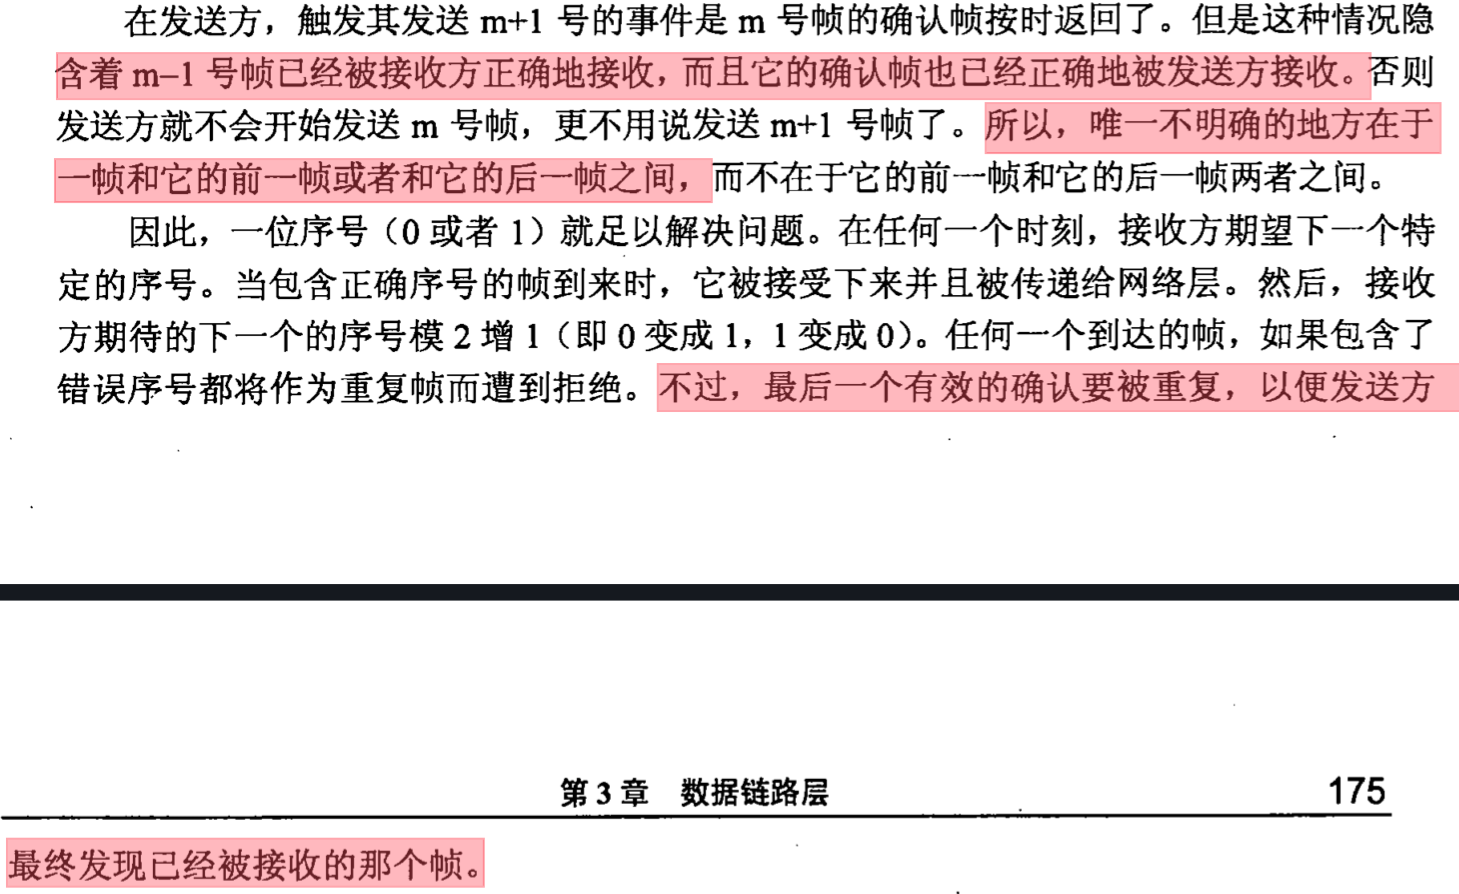 在发送方，触发其发送 m+1 号的事件是 m 号帧的确认帧按时返回了。但是这种情况隐
含着 m–1 号帧已经被接收方正确地接收，而且它的确认帧也已经正确地被发送方接收。否则
发送方就不会开始发送 m 号帧，更不用说发送 m+1 号帧了。所以，唯一不明确的地方在于
一帧和它的前一帧或者和它的后一帧之间，而不在于它的前一帧和它的后一帧两者之间。
因此，一位序号（0 或者 1）就足以解决问题。在任何一个时刻，接收方期望下一个特
定的序号。当包含正确序号的帧到来时，它被接受下来并且被传递给网络层。然后，接收
方期待的下一个的序号模 2 增 1（即 0 变成 1，1 变成 0）。任何一个到达的帧，如果包含了
错误序号都将作为重复帧而遭到拒绝。不过，最后一个有效的确认要被重复，以便发送方
第 3 章 数据链路层 175
最终发现已经被接收的那个帧。